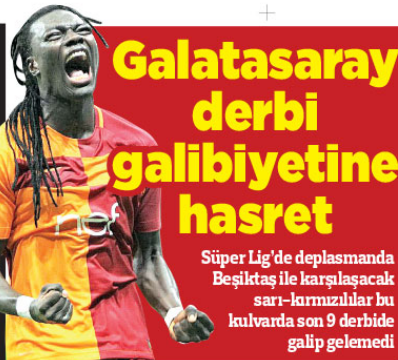 Galatasaray
derbi
galibiyetine
hasret
Süper Lig'de deplasmanda
Beşiktaş ile karşılaşacak
sarı-kırmızılılar bu
kulvarda son 9 derbide
galip gelemedi
nef